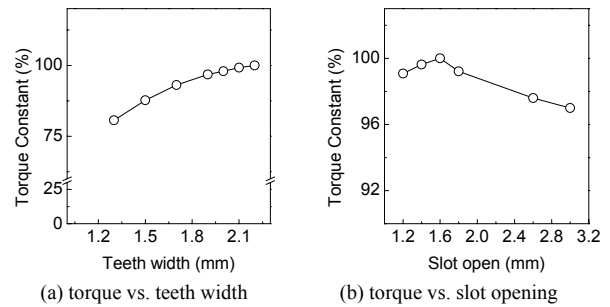 Torque Constant (%)
100
75
25
0
1.2 1.5 1.8 2.1
Teeth width (mm)
(a) torque vs. teeth width
Torque Constant (%)
100
96
92
1.2 1.6 2.0 2.4 2.8 3.2
Slot open (mm)
(b) torque vs. slot opening